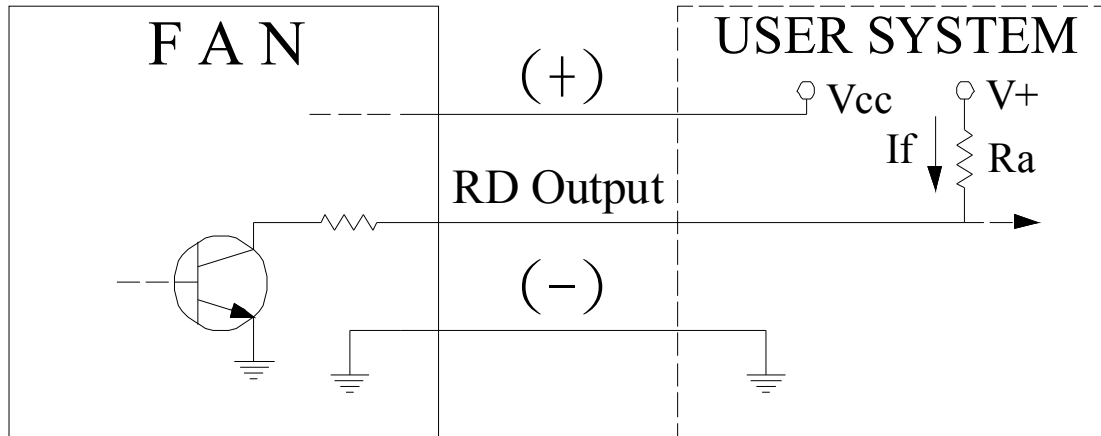 F A N
USER SYSTEM
(+)
Vcc
V+
If
Ra
RD Output
(−)